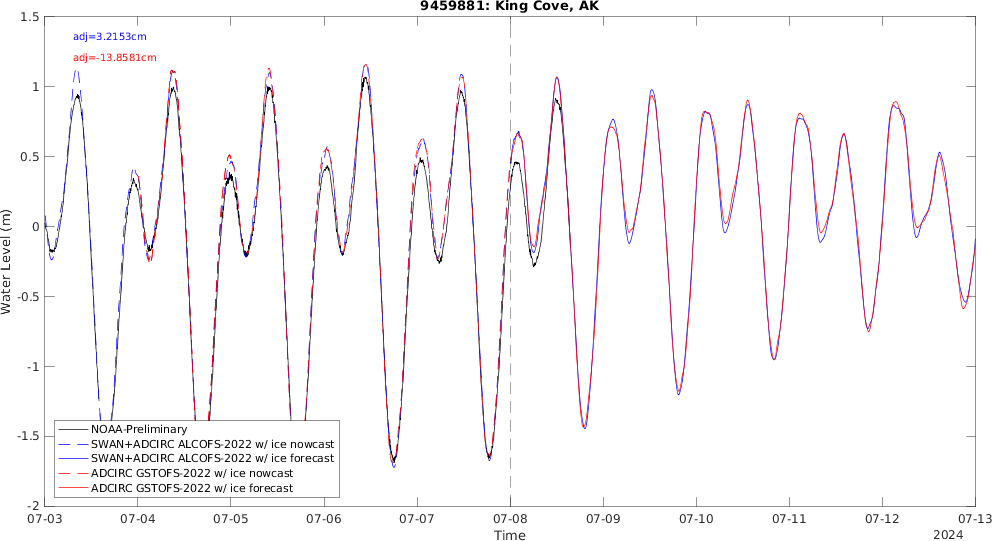 9459881: King Cove, AK
adj=3.2153cm
adj=-13.8581cm
1.5
1
0.5
0
-0.5
-1
-1.5
-2
Water Level (m)
NOAA-Preliminary
SWAN+ADCIRC ALCOFS-2022 w/ ice nowcast
SWAN+ADCIRC ALCOFS-2022 w/ ice forecast
ADCIRC GSTOFS-2022 w/ ice nowcast
ADCIRC GSTOFS-2022 w/ ice forecast
07-03 07-04 07-05 07-06 07-07 07-08 07-09 07-10 07-11 07-12 07-13
Time
2024